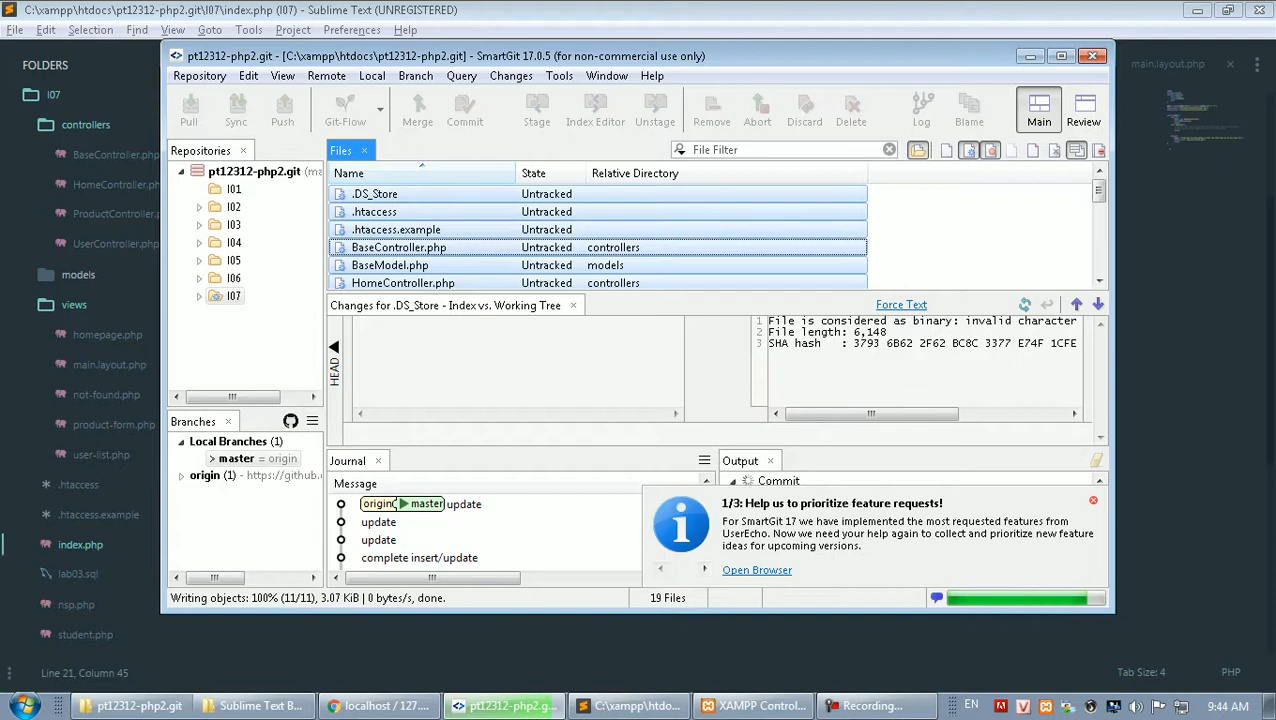 C:\xampp\htdocs\pt12312-php2.git\l07\index.php (l07) - Sublime Text (UNREGISTERED)
File Edit Selection Find View Goto Tools Project Preferences Help
FOLDERS
l07
controllers
BaseController.php
HomeController.php
ProductController.php
UserController.php
models
views
homepage.php
main.layout.php
not-found.php
product-form.php
user-list.php
.htaccess
.htaccess.example
index.php
lab03.sql
nsp.php
student.php
Line 21, Column 45
main.layout.php
Tab Size: 4 PHP
pt12312-php2.git - [C:\xampp\htdocs\pt12312-php2.git] - SmartGit 17.0.5 (for non-commercial use only)
Repository Edit View Remote Local Branch Query Changes Tools Window Help
Pull Sync Push Git-Flow Merge Stage Index Editor Unstage Remove Abort Discard Delete Log Blame Main Review
Repositories
pt12312-php2.git
l01
l02
l03
l04
l05
l06
l07
Branches
Local Branches (1)
master = origin
origin (1) - https://github.
Files File Filter
Name State Relative Directory
.DS_Store Untracked
.htaccess Untracked
.htaccess.example Untracked
BaseController.php Untracked controllers
BaseModel.php Untracked models
HomeController.php Untracked controllers
Changes for .DS_Store - Index vs. Working Tree Force Text
HEAD
1 File is considered as binary: invalid character
2 File length: 6,148
3 SHA hash : 3793 6B62 2F62 BC8C 3377 E74F 1CFE
Journal
Message
origin master update
update
update
complete insert/update
Output
Commit
1/3: Help us to prioritize feature requests!
For SmartGit 17 we have implemented the most requested features from
UserEcho. Now we need your help again to collect and prioritize new feature
ideas for upcoming versions.
Open Browser
Writing objects: 100% (11/11), 3.07 KiB | 0 bytes/s, done. 19 Files
pt12312-php2.git Sublime Text B... localhost / 127.... pt12312-php2.g... C:\xampp\htdo... XAMPP Control... Recording... EN 9:44 AM